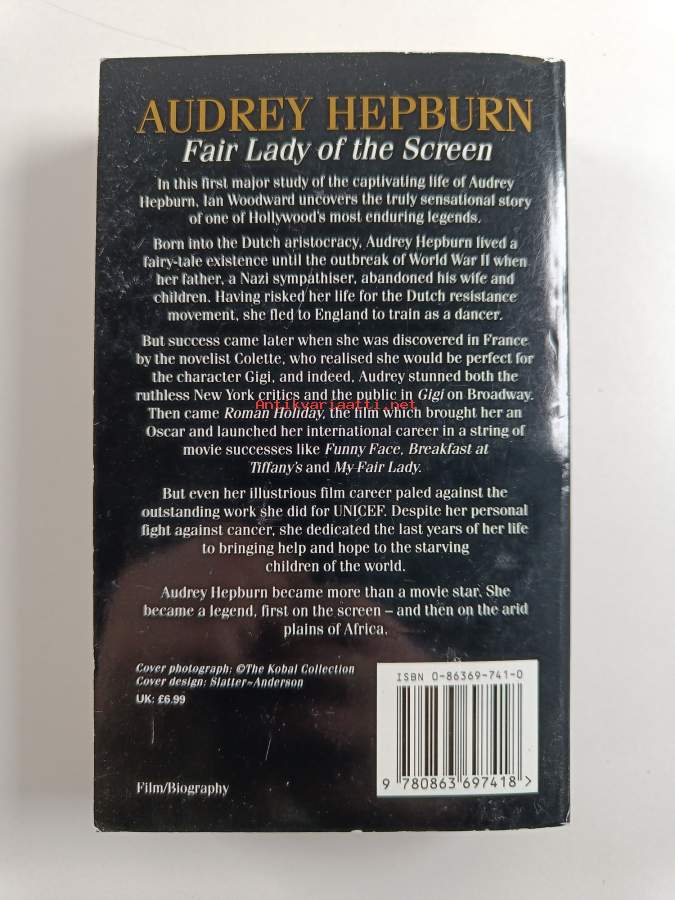 AUDREY HEPBURN
Fair Lady of the Screen
In this first major study of the captivating life of Audrey
Hepburn, Ian Woodward uncovers the truly sensational story
of one of Hollywood's most enduring legends.
Born into the Dutch aristocracy, Audrey Hepburn lived a
fairy-tale existence until the outbreak of World War II when
her father, a Nazi sympathiser, abandoned his wife and
children. Having risked her life for the Dutch resistance
movement, she fled to England to train as a dancer.
But success came later when she was discovered in France
by the novelist Colette, who realised she would be perfect for
the character Gigi, and indeed, Audrey stunned both the
ruthless New York critics and the public in Gigi on Broadway.
Antikvariaatti.net
Then came Roman Holiday, the film which brought her an
Oscar and launched her international career in a string of
movie successes like Funny Face, Breakfast at
Tiffany's and My Fair Lady.
But even her illustrious film career paled against the
outstanding work she did for UNICEF. Despite her personal
fight against cancer, she dedicated the last years of her life
to bringing help and hope to the starving
children of the world.
Audrey Hepburn became more than a movie star. She
became a legend, first on the screen – and then on the arid
plains of Africa.
Cover photograph: ©The Kobal Collection
Cover design: Slatter~Anderson
UK: £6.99
Film/Biography
ISBN 0-86369-741-0
9 780863 697418 >